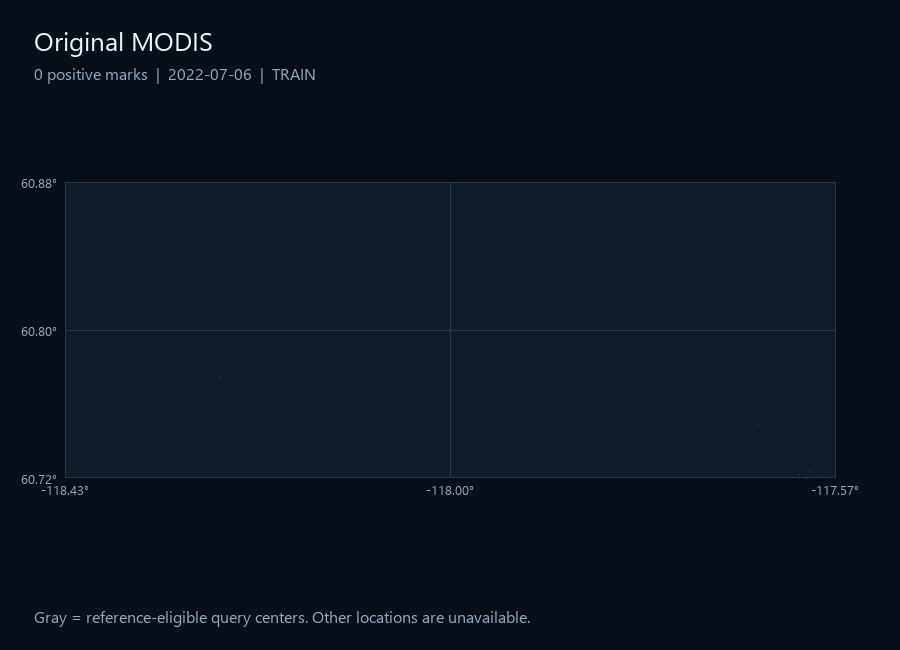 Original MODIS
0 positive marks | 2022-07-06 | TRAIN
60.88°
60.80°
60.72°
-118.43° -118.00° -117.57°
Gray = reference-eligible query centers. Other locations are unavailable.